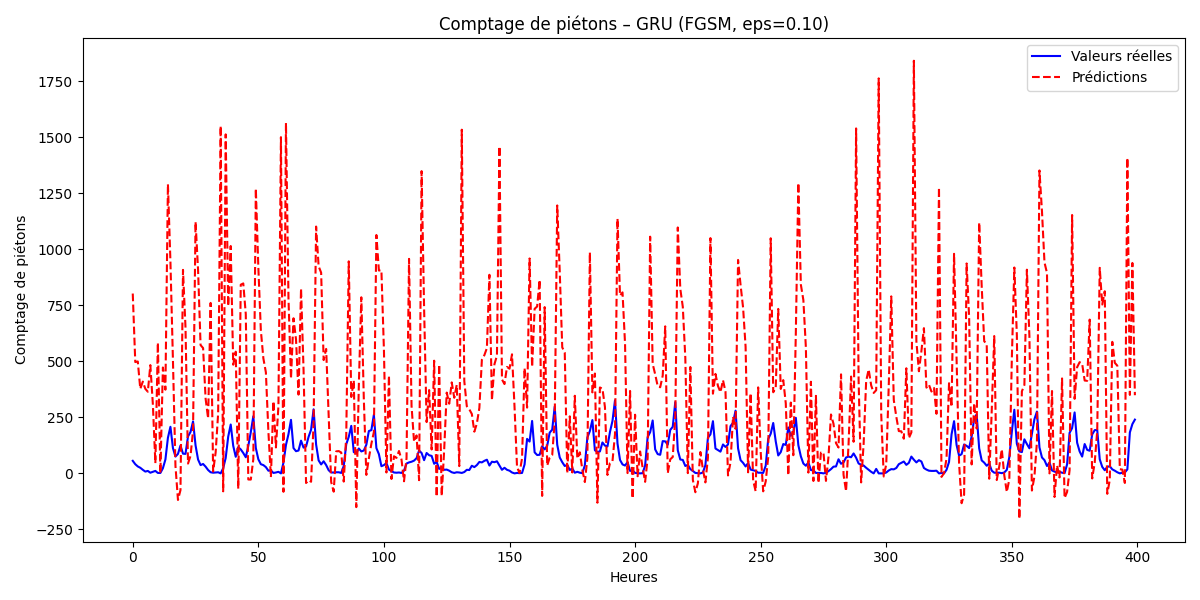 Comptage de piétons – GRU (FGSM, eps=0.10)
Valeurs réelles
Prédictions
Comptage de piétons
1750
1500
1250
1000
750
500
250
0
−250
0 50 100 150 200 250 300 350 400
Heures